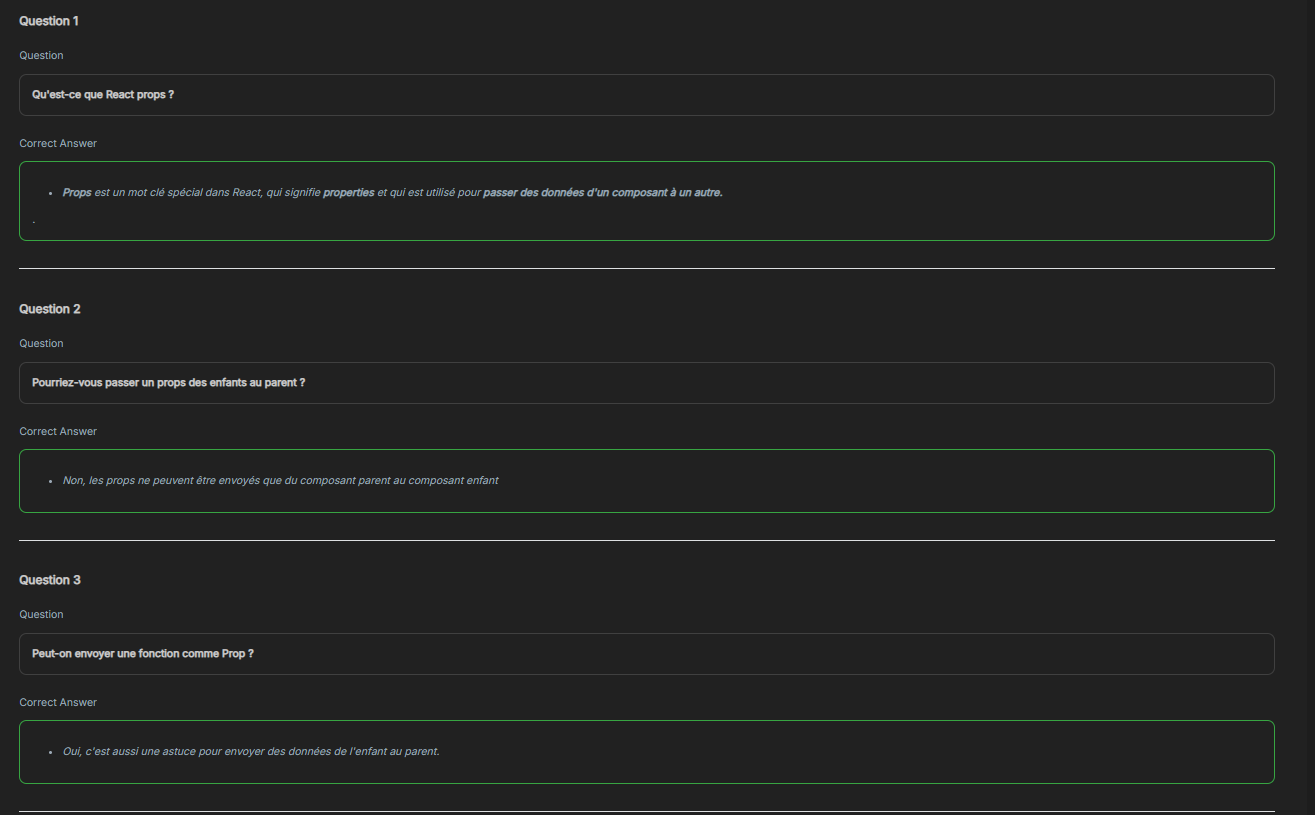 Question 1
Question
Qu'est-ce que React props ?
Correct Answer
• Props est un mot clé spécial dans React, qui signifie properties et qui est utilisé pour passer des données d'un composant à un autre.
.
Question 2
Question
Pourriez-vous passer un props des enfants au parent ?
Correct Answer
• Non, les props ne peuvent être envoyés que du composant parent au composant enfant
Question 3
Question
Peut-on envoyer une fonction comme Prop ?
Correct Answer
• Oui, c'est aussi une astuce pour envoyer des données de l'enfant au parent.